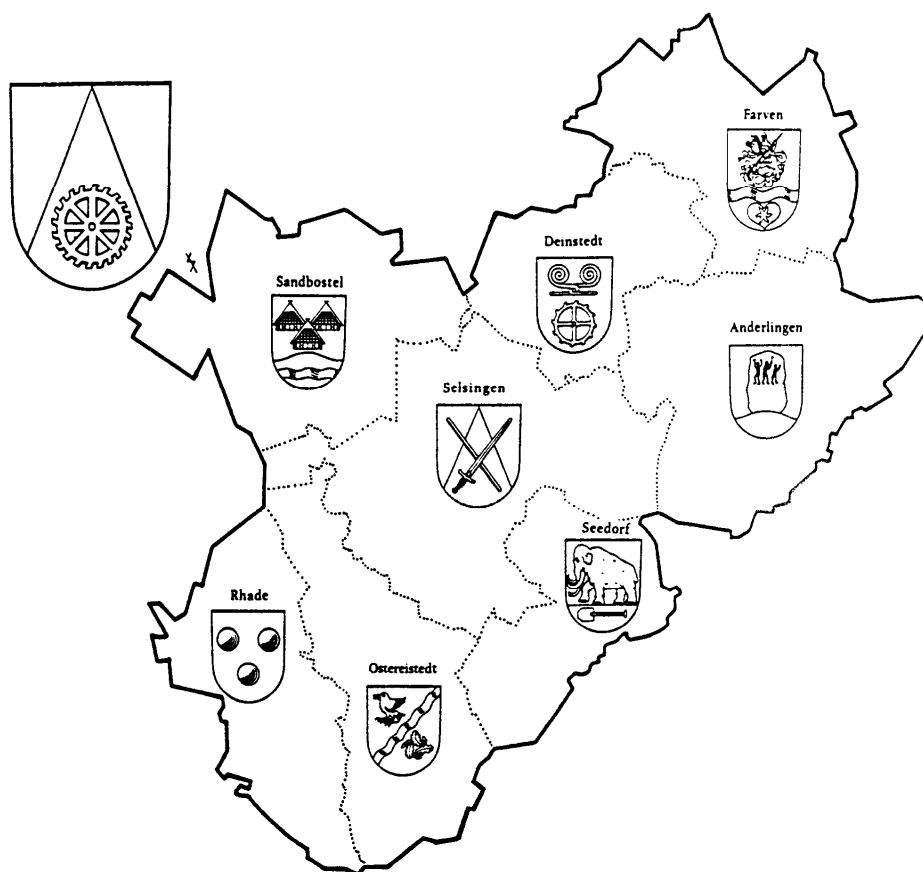 Farven
Deinstedt
Sandbostel
Anderlingen
Selsingen
Seedorf
Rhade
Ostereistedt